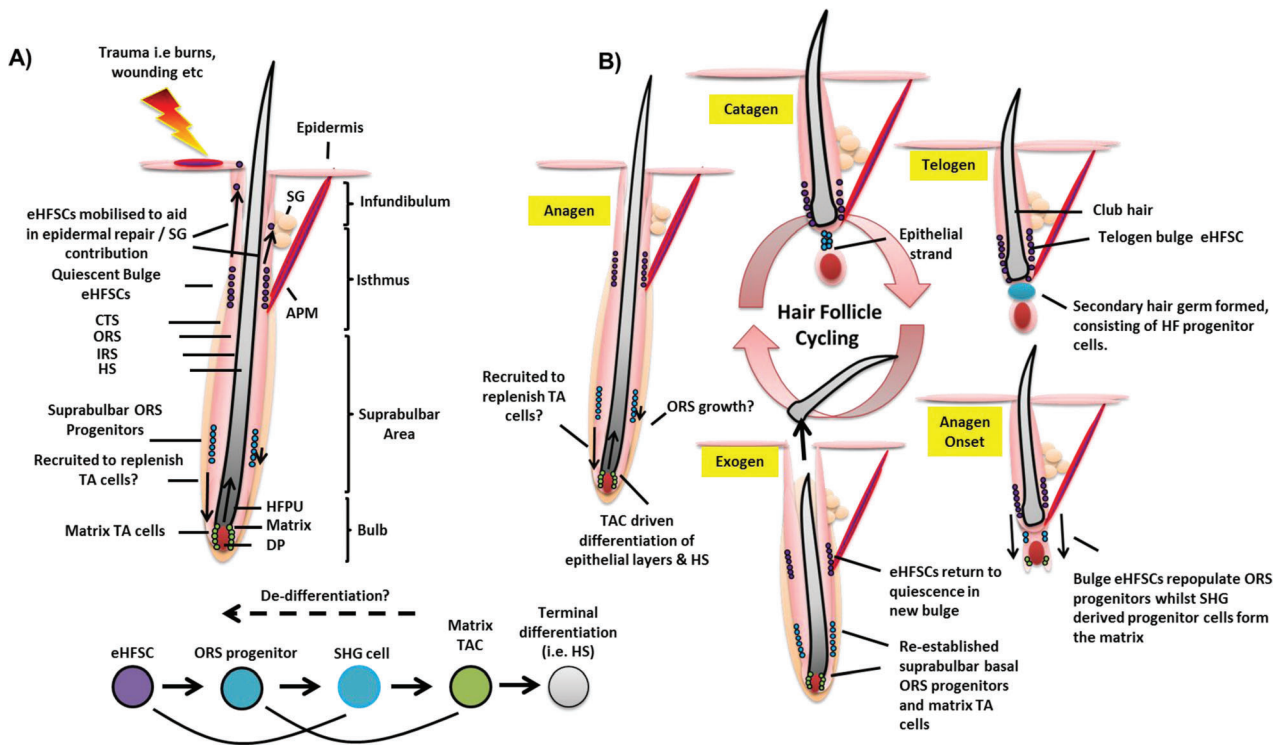 A)
Trauma i.e burns,
wounding etc
Epidermis
SG
Infundibulum
eHFSCs mobilised to aid
in epidermal repair / SG
contribution
Quiescent Bulge
eHFSCs
Isthmus
APM
CTS
ORS
IRS
HS
Suprabulbar ORS
Progenitors
Suprabulbar
Area
Recruited to replenish
TA cells?
HFPU
Matrix TA cells
Matrix
Bulb
DP
De-differentiation?
eHFSC
ORS progenitor
SHG cell
Matrix
TAC
Terminal
differentiation
(i.e. HS)
B)
Anagen
Recruited to
replenish TA
cells?
ORS growth?
TAC driven
differentiation of
epithelial layers & HS
Catagen
Epithelial
strand
Hair Follicle
Cycling
Telogen
Club hair
Telogen bulge eHFSC
Secondary hair germ formed,
consisting of HF progenitor
cells.
Anagen
Onset
Bulge eHFSCs repopulate ORS
progenitors whilst SHG
derived progenitor cells form
the matrix
Exogen
eHFSCs return to
quiescence in
new bulge
Re-established
suprabulbar basal
ORS progenitors
and matrix TA
cells